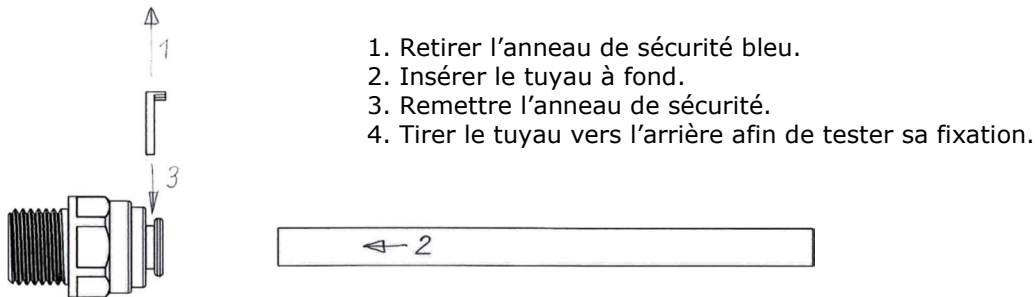 1
1. Retirer l’anneau de sécurité bleu.
2. Insérer le tuyau à fond.
3. Remettre l’anneau de sécurité.
4. Tirer le tuyau vers l’arrière afin de tester sa fixation.
3
2